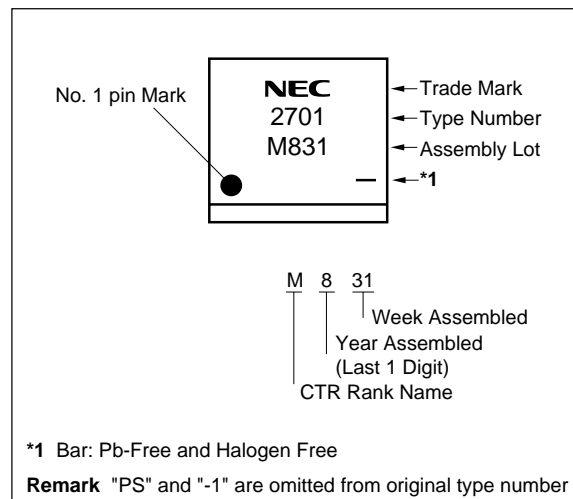 NEC
No. 1 pin Mark
2701
M831
Trade Mark
Type Number
Assembly Lot
*1
M 8 31
Week Assembled
Year Assembled
(Last 1 Digit)
CTR Rank Name
*1 Bar: Pb-Free and Halogen Free
Remark "PS" and "-1" are omitted from original type number